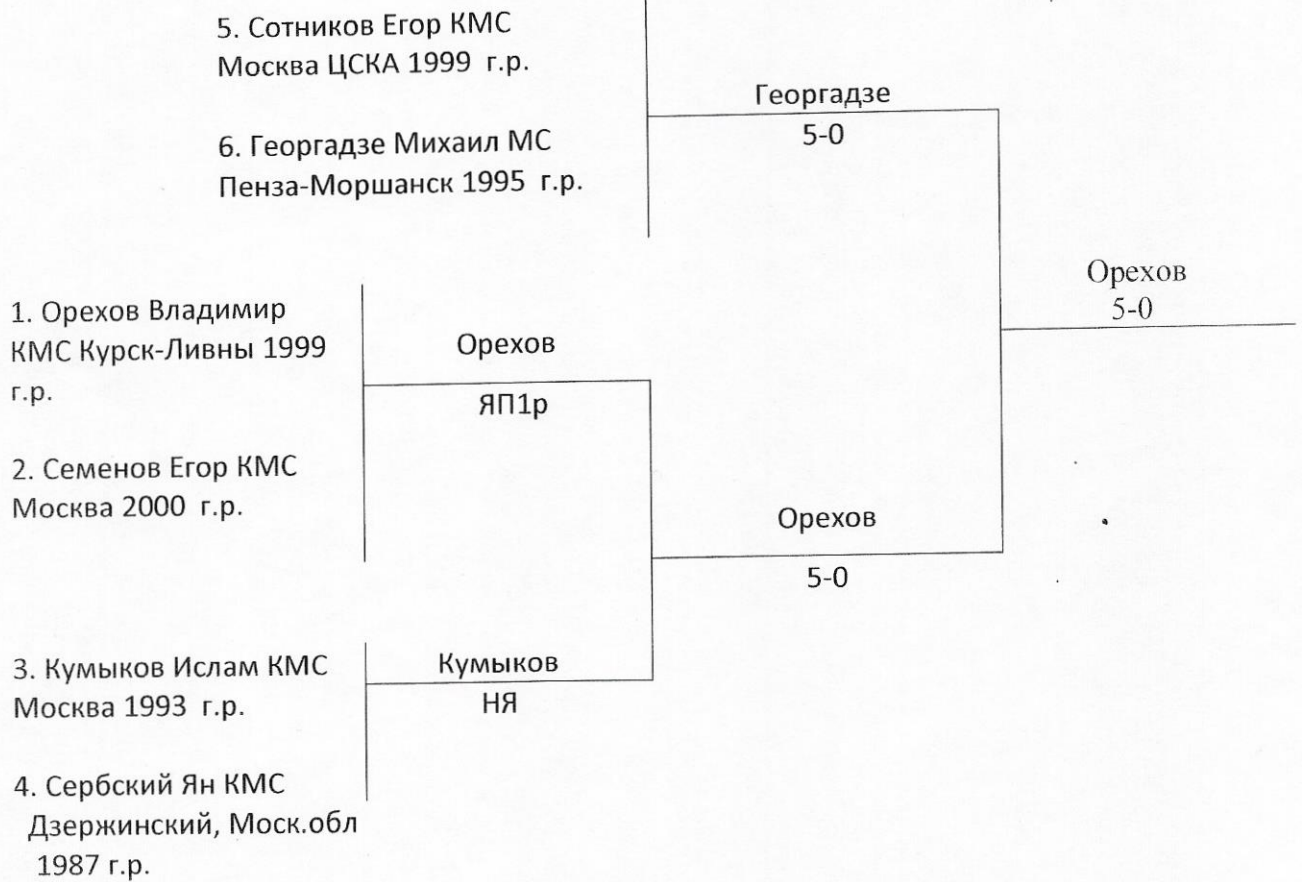 5. Сотников Егор КМС
Москва ЦСКА 1999 г.р.
Георгадзе
5-0
6. Георгадзе Михаил МС
Пенза-Моршанск 1995 г.р.
Орехов
5-0
1. Орехов Владимир
КМС Курск-Ливны 1999
г.р.
Орехов
ЯП1р
2. Семенов Егор КМС
Москва 2000 г.р.
Орехов
5-0
3. Кумыков Ислам КМС
Москва 1993 г.р.
Кумыков
НЯ
4. Сербский Ян КМС
Дзержинский, Моск.обл
1987 г.р.